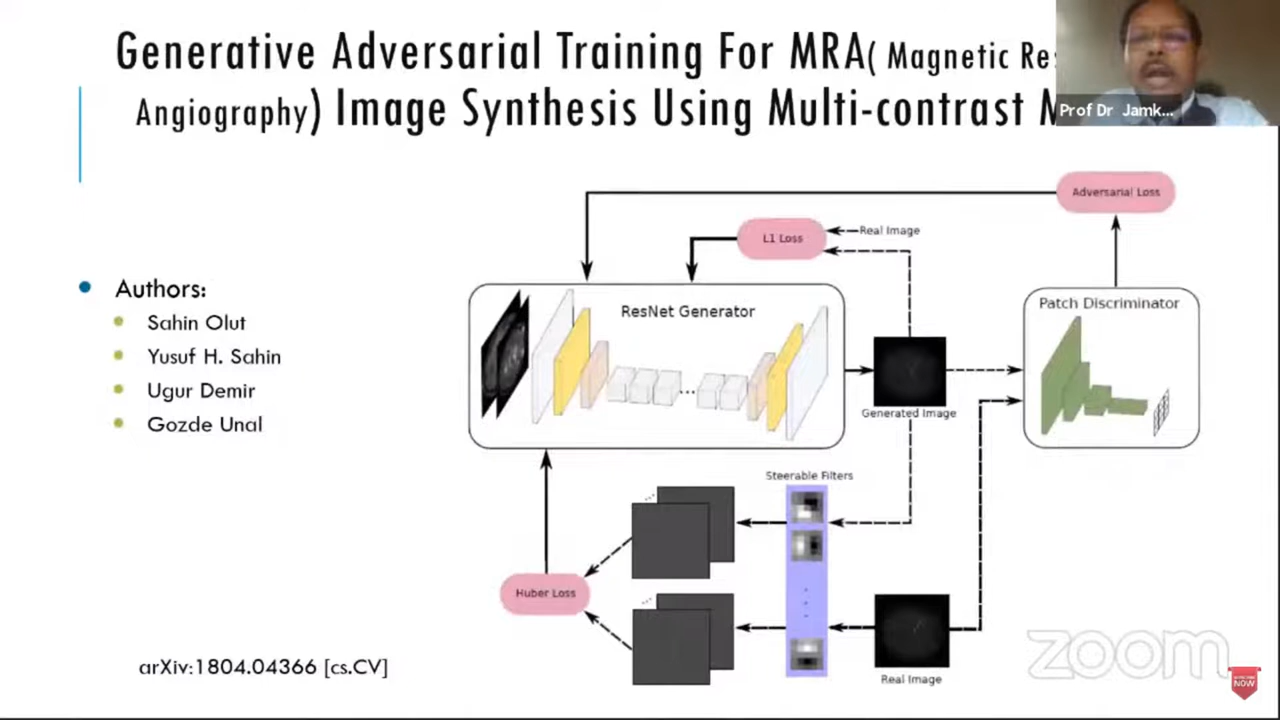 Generative Adversarial Training For MRA( Magnetic Res
Angiography) Image Synthesis Using Multi-contrast M
Prof Dr Jamk...
Authors:
Sahin Olut
Yusuf H. Sahin
Ugur Demir
Gozde Unal
Adversarial Loss
L1 Loss
Real Image
ResNet Generator
Patch Discriminator
Generated Image
Steerable Filters
Huber Loss
Real Image
arXiv:1804.04366 [cs.CV]
zoom
NOW